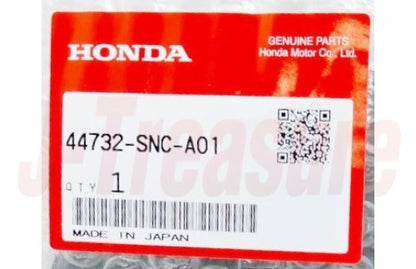 HONDA
GENUINE PARTS
Honda Motor Co., Ltd.
44732-SNC-A01
QTY 1
MADE IN JAPAN
J-Treasure